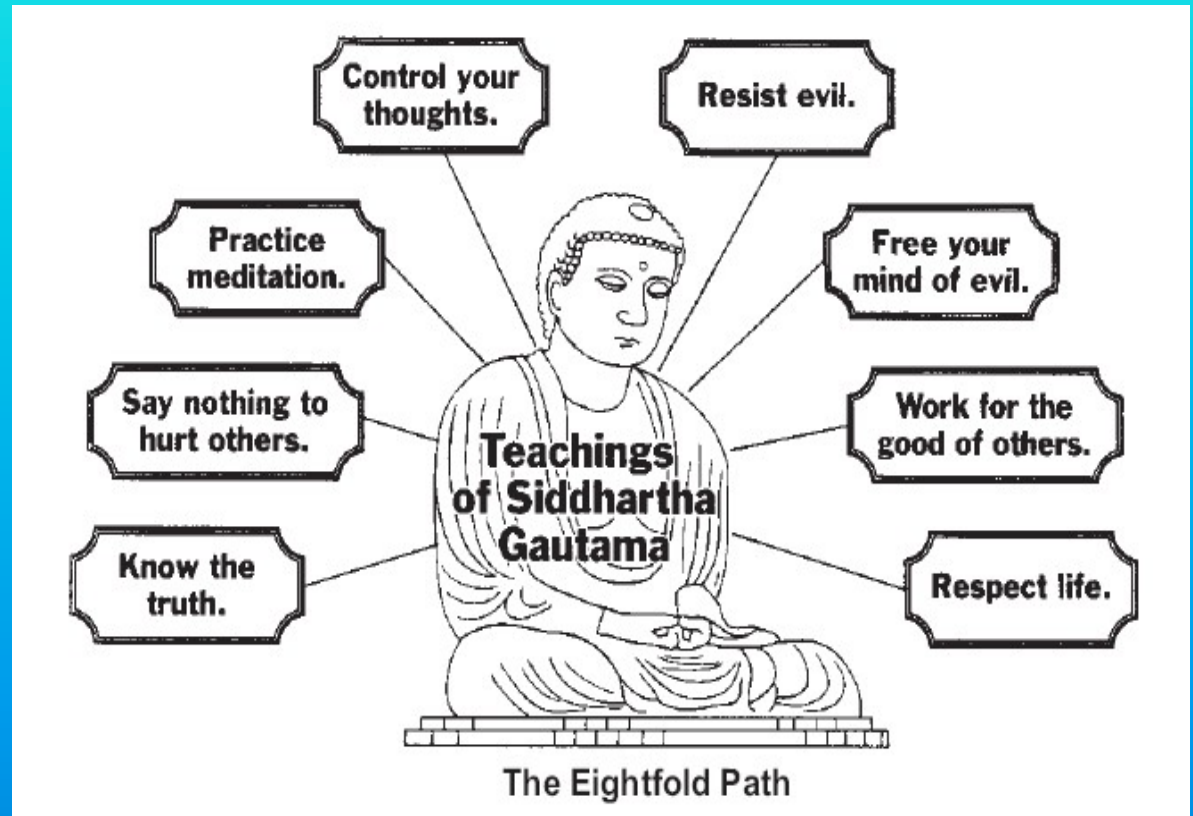 Control your
thoughts.
Resist evil.
Practice
meditation.
Free your
mind of evil.
Say nothing to
hurt others.
Work for the
good of others.
Teachings
of Siddhartha
Gautama
Know the
truth.
Respect life.
The Eightfold Path